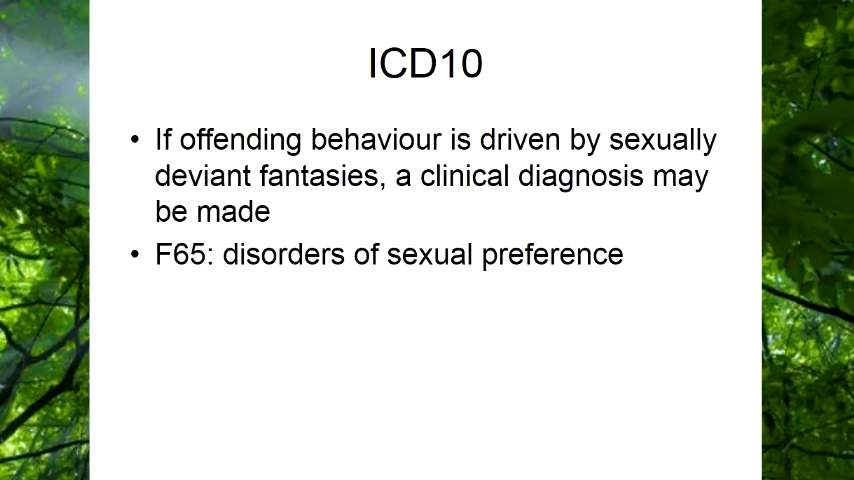 ICD10
• If offending behaviour is driven by sexually
deviant fantasies, a clinical diagnosis may
be made
• F65: disorders of sexual preference